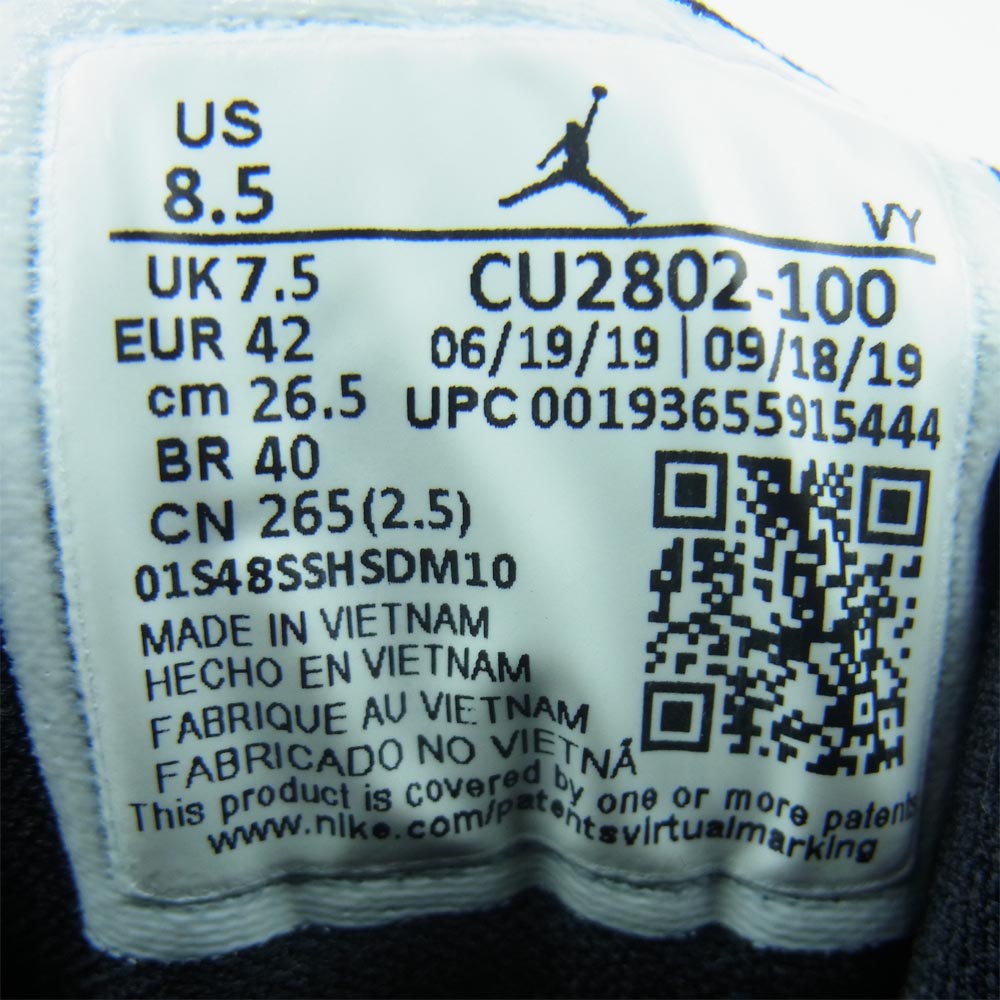 US
8.5
VY
UK 7.5
CU2802-100
EUR 42
06/19/19 | 09/18/19
cm 26.5
UPC 00193655915444
BR 40
CN 265(2.5)
01S48SSHSDM10
MADE IN VIETNAM
HECHO EN VIETNAM
FABRIQUE AU VIETNAM
FABRICADO NO VIETNÃ
This product is covered by one or more patents
www.nike.com/patentsvirtualmarking